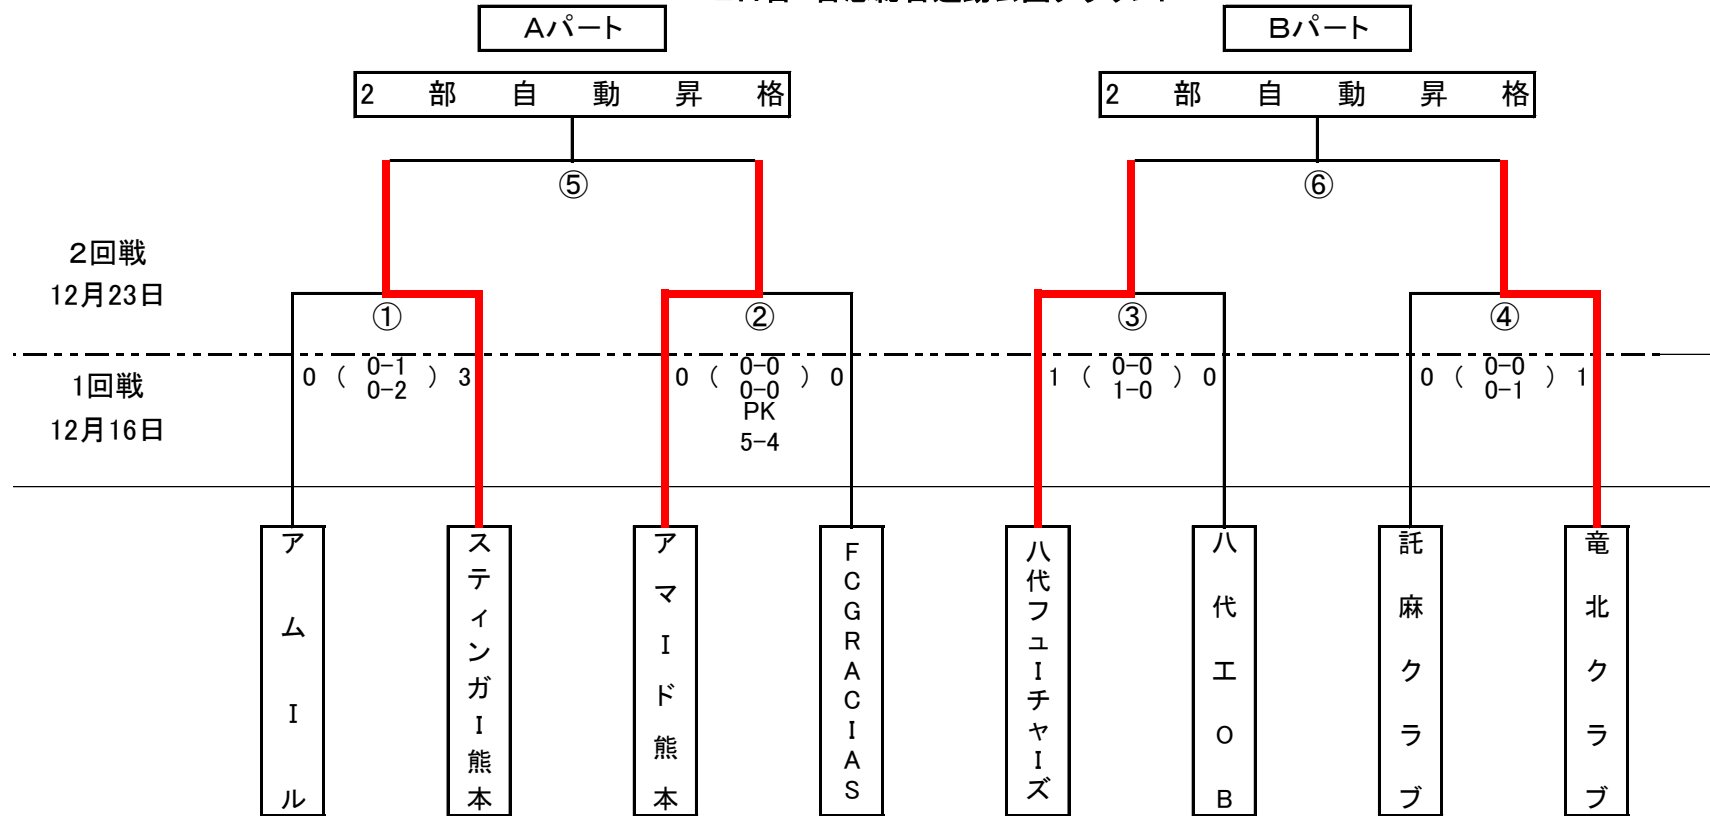 Aパート
Bパート
2部自動昇格
2部自動昇格
⑤
⑥
2回戦
12月23日
①
②
③
④
1回戦
12月16日
0 ( 0-1 0-2 ) 3
0 ( 0-0 0-0 ) 0
PK
5-4
1 ( 0-0 1-0 ) 0
0 ( 0-0 0-1 ) 1
アムIル
スティンガI熊本
アマIド熊本
FCGRACIAS
八代フュIチャIズ
八代工OB
託麻クラブ
竜北クラブ